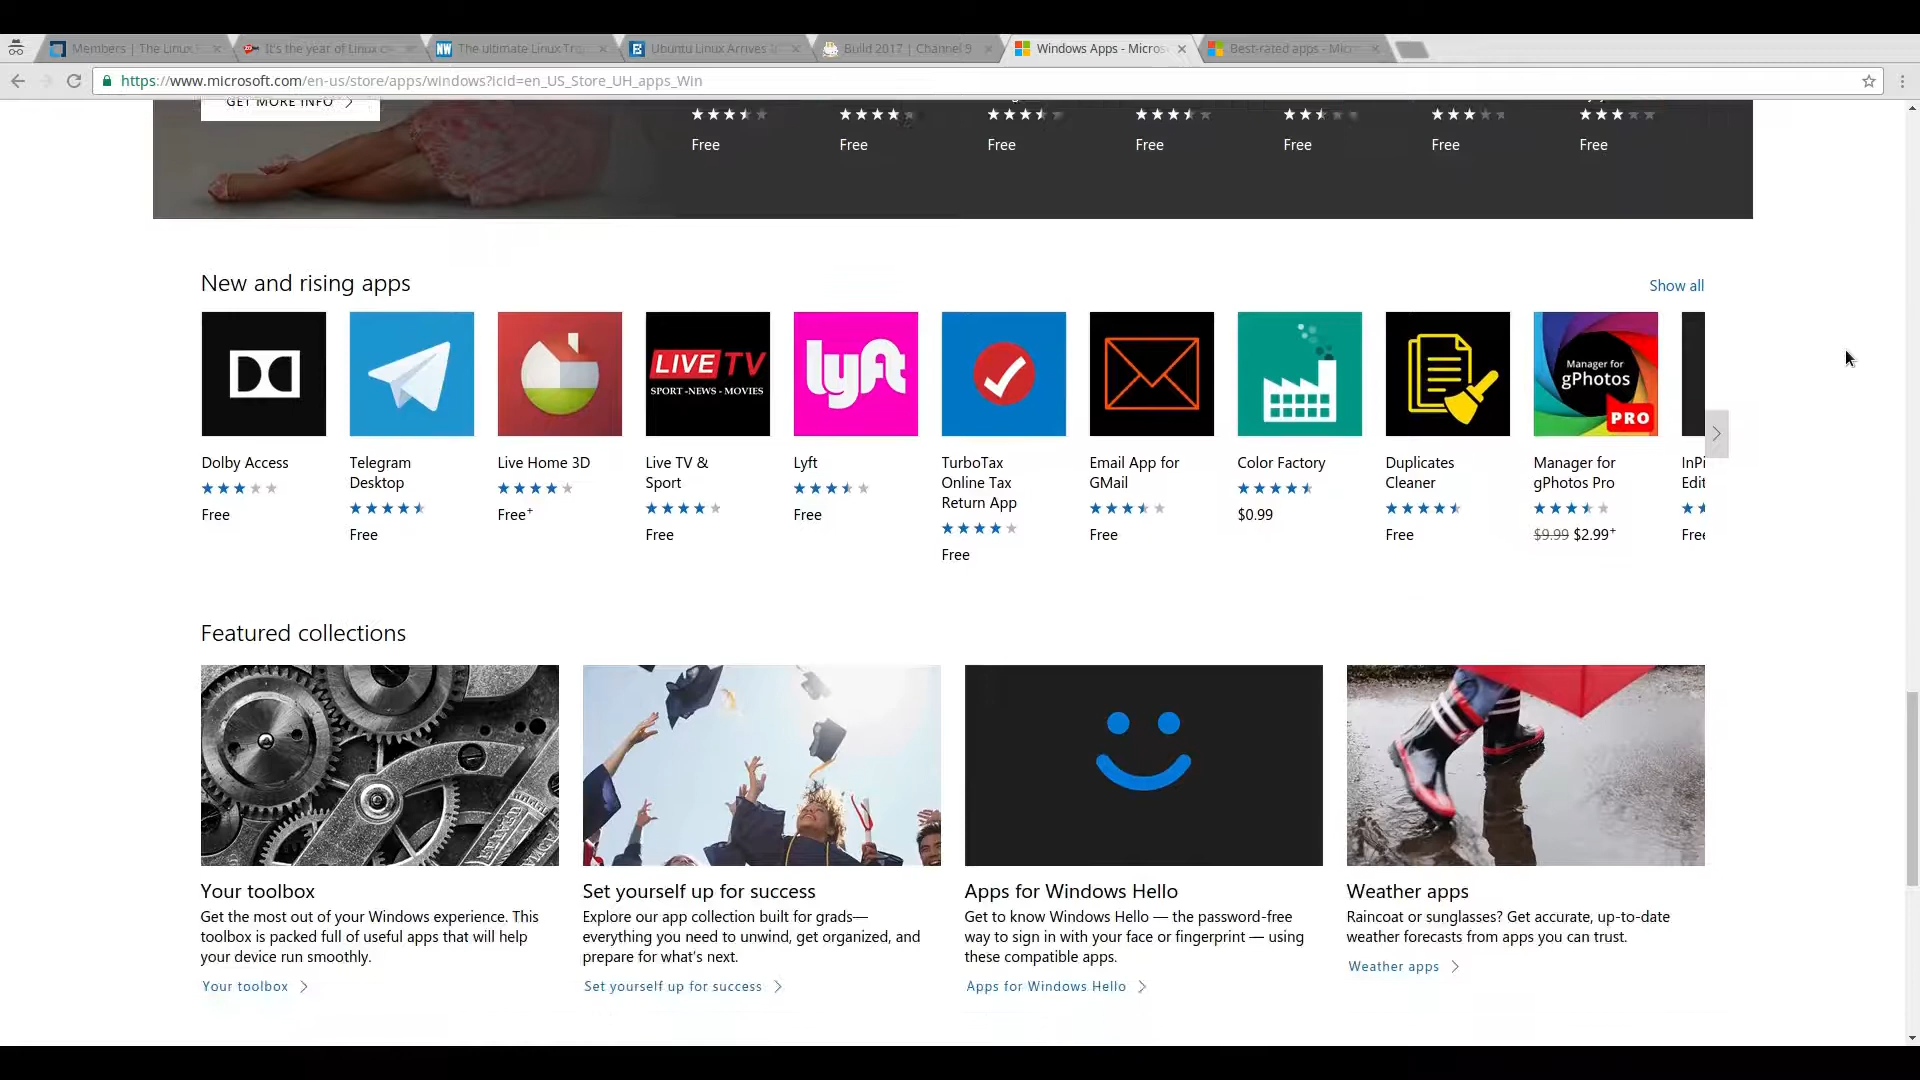 Members | The Linux F
It's the year of Linux o
The ultimate Linux Tro
Ubuntu Linux Arrives I
Build 2017 | Channel 9
Windows Apps - Micros
Best-rated apps - Micr
https://www.microsoft.com/en-us/store/apps/windows?icid=en_US_Store_UH_apps_Win
GET MORE INFO
Free Free Free Free Free Free Free
New and rising apps
Show all
LIVE TV
SPORT -NEWS - MOVIES
lyft
Manager for
gPhotos
PRO
Dolby Access
Free
Telegram
Desktop
Free
Live Home 3D
Free+
Live TV &
Sport
Free
Lyft
Free
TurboTax
Online Tax
Return App
Free
Email App for
GMail
Free
Color Factory
$0.99
Duplicates
Cleaner
Free
Manager for
gPhotos Pro
$9.99 $2.99+
InPi
Edit
Free
Featured collections
Your toolbox
Get the most out of your Windows experience. This
toolbox is packed full of useful apps that will help
your device run smoothly.
Your toolbox
Set yourself up for success
Explore our app collection built for grads—
everything you need to unwind, get organized, and
prepare for what's next.
Set yourself up for success
Apps for Windows Hello
Get to know Windows Hello — the password-free
way to sign in with your face or fingerprint — using
these compatible apps.
Apps for Windows Hello
Weather apps
Raincoat or sunglasses? Get accurate, up-to-date
weather forecasts from apps you can trust.
Weather apps